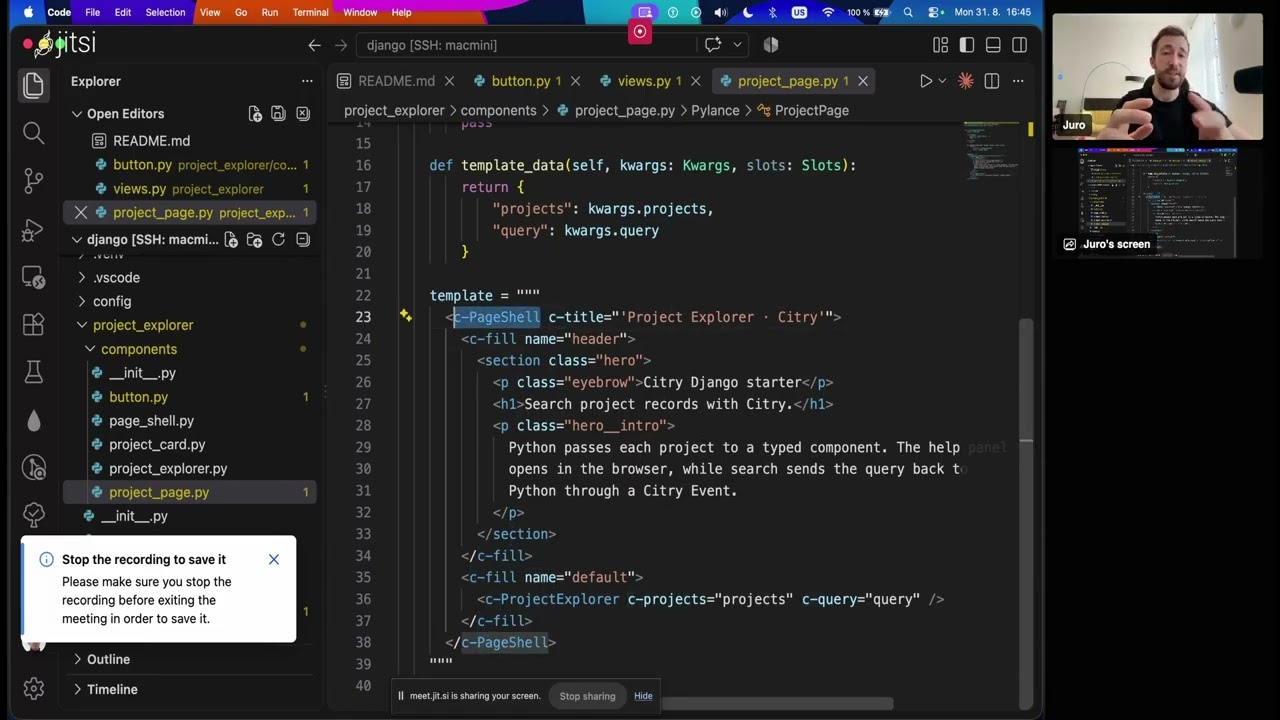 Code File Edit Selection View Go Run Terminal Window Help US 100 % Mon 31. 8. 16:45
jitsi
django [SSH: macmini]
Explorer
README.md
button.py 1
views.py 1
project_page.py 1
project_explorer > components > project_page.py > Pylance > ProjectPage
Open Editors
README.md
button.py project_explorer/co... 1
views.py project_explorer 1
project_page.py project_exp... 1
django [SSH: macmi...
.venv
.vscode
config
project_explorer
components
__init__.py
button.py 1
page_shell.py
project_card.py
project_explorer.py
project_page.py 1
__init__.py
1
Stop the recording to save it
Please make sure you stop the
recording before exiting the
meeting in order to save it.
Outline
Timeline
14 pass
15
16 def template_data(self, kwargs: Kwargs, slots: Slots):
17 return {
18 "projects": kwargs.projects,
19 "query": kwargs.query
20 }
21
22 template = """
23 <c-PageShell c-title="'Project Explorer · Citry'">
24 <c-fill name="header">
25 <section class="hero">
26 <p class="eyebrow">Citry Django starter</p>
27 <h1>Search project records with Citry.</h1>
28 <p class="hero__intro">
29 Python passes each project to a typed component. The help panel
30 opens in the browser, while search sends the query back to
31 Python through a Citry Event.
32 </p>
33 </section>
34 </c-fill>
35 <c-fill name="default">
36 <c-ProjectExplorer c-projects="projects" c-query="query" />
37 </c-fill>
38 </c-PageShell>
39 """
40
meet.jit.si is sharing your screen. Stop sharing Hide
Juro
Juro's screen